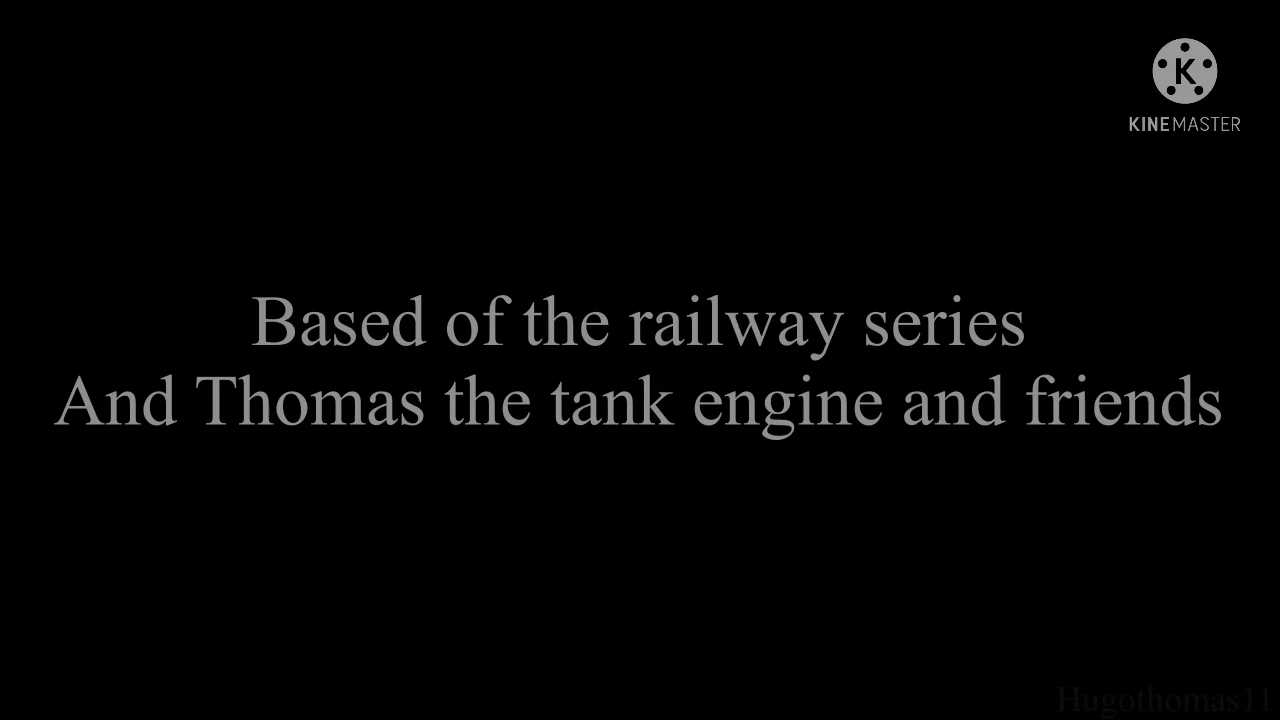 K
KINEMASTER
Based of the railway series
And Thomas the tank engine and friends
Hugothomas11